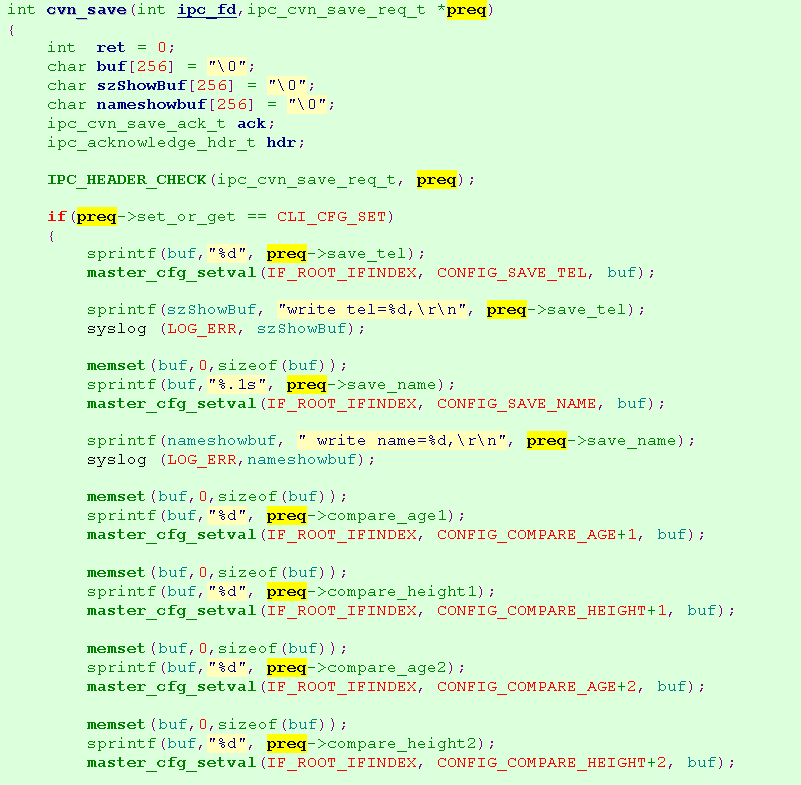 int cvn_save(int ipc_fd,ipc_cvn_save_req_t *preq)
{
    int  ret = 0;
    char buf[256] = "\0";
    char szShowBuf[256] = "\0";
    char nameshowbuf[256] = "\0";
    ipc_cvn_save_ack_t ack;
    ipc_acknowledge_hdr_t hdr;

    IPC_HEADER_CHECK(ipc_cvn_save_req_t, preq);

    if(preq->set_or_get == CLI_CFG_SET)
    {
        sprintf(buf,"%d", preq->save_tel);
        master_cfg_setval(IF_ROOT_IFINDEX, CONFIG_SAVE_TEL, buf);

        sprintf(szShowBuf, "write tel=%d,\r\n", preq->save_tel);
        syslog (LOG_ERR, szShowBuf);

        memset(buf,0,sizeof(buf));
        sprintf(buf,"%.1s", preq->save_name);
        master_cfg_setval(IF_ROOT_IFINDEX, CONFIG_SAVE_NAME, buf);

        sprintf(nameshowbuf, " write name=%d,\r\n", preq->save_name);
        syslog (LOG_ERR,nameshowbuf);

        memset(buf,0,sizeof(buf));
        sprintf(buf,"%d", preq->compare_age1);
        master_cfg_setval(IF_ROOT_IFINDEX, CONFIG_COMPARE_AGE+1, buf);

        memset(buf,0,sizeof(buf));
        sprintf(buf,"%d", preq->compare_height1);
        master_cfg_setval(IF_ROOT_IFINDEX, CONFIG_COMPARE_HEIGHT+1, buf);

        memset(buf,0,sizeof(buf));
        sprintf(buf,"%d", preq->compare_age2);
        master_cfg_setval(IF_ROOT_IFINDEX, CONFIG_COMPARE_AGE+2, buf);

        memset(buf,0,sizeof(buf));
        sprintf(buf,"%d", preq->compare_height2);
        master_cfg_setval(IF_ROOT_IFINDEX, CONFIG_COMPARE_HEIGHT+2, buf);